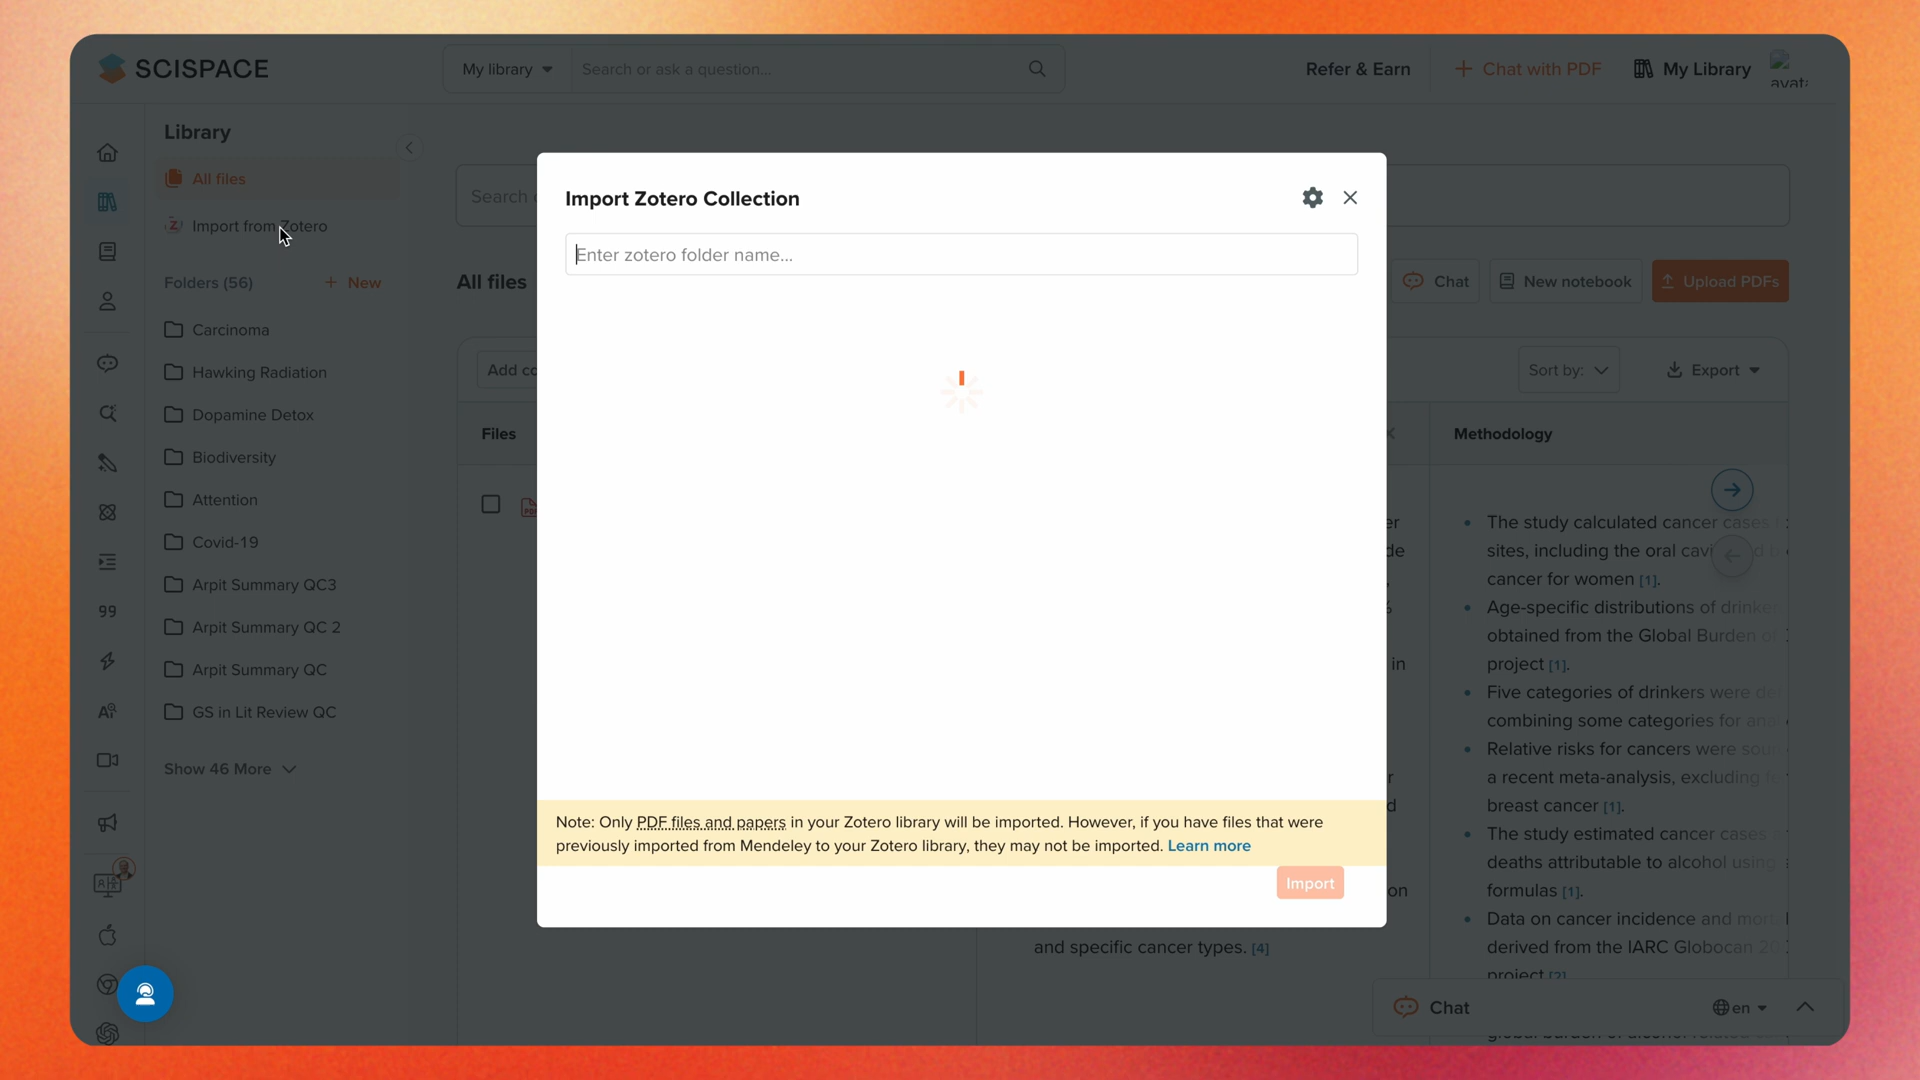 SCISPACE
My library
Search or ask a question...
Refer & Earn
Chat with PDF
My Library
Library
All files
Import from Zotero
Folders (56)
+ New
Carcinoma
Hawking Radiation
Dopamine Detox
Biodiversity
Attention
Covid-19
Arpit Summary QC3
Arpit Summary QC 2
Arpit Summary QC
GS in Lit Review QC
Show 46 More
Search
All files
Chat
New notebook
Upload PDFs
Add
Sort by:
Export
Files
Methodology
Import Zotero Collection
Enter zotero folder name...
Note: Only PDF files and papers in your Zotero library will be imported. However, if you have files that were
previously imported from Mendeley to your Zotero library, they may not be imported. Learn more
Import
in
on
and specific cancer types. [4]
The study calculated cancer cases
sites, including the oral
cancer for women [1].
Age-specific distributions of
obtained from the Global Burden of
project [1].
Five categories of drinkers were
combining some categories for
Relative risks for cancers were
a recent meta-analysis, excluding
breast cancer [1].
The study estimated cancer cases
deaths attributable to alcohol using
formulas [1].
Data on cancer incidence and
derived from the IARC Globocan
project [2]
Chat
en